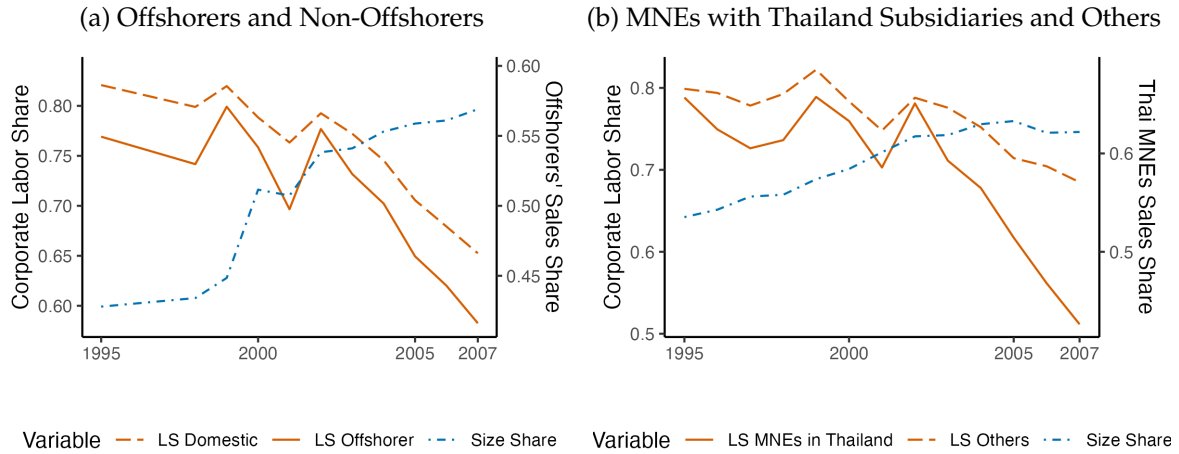 (a) Offshorers and Non-Offshorers
Corporate Labor Share
0.80
0.75
0.70
0.65
0.60
0.60
0.55
0.50
0.45
Offshorers' Sales Share
1995
2000
2005
2007
Variable
LS Domestic
LS Offshorer
Size Share
(b) MNEs with Thailand Subsidiaries and Others
Corporate Labor Share
0.8
0.7
0.6
0.5
0.6
0.5
Thai MNEs Sales Share
1995
2000
2005
2007
Variable
LS MNEs in Thailand
LS Others
Size Share